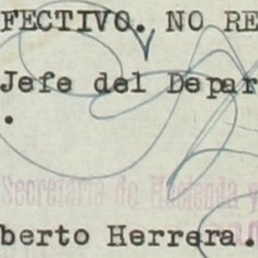 FECTIVO. NO RE
Jefe del Depar
.
Secretaría de Hacienda y
berto Herrera.